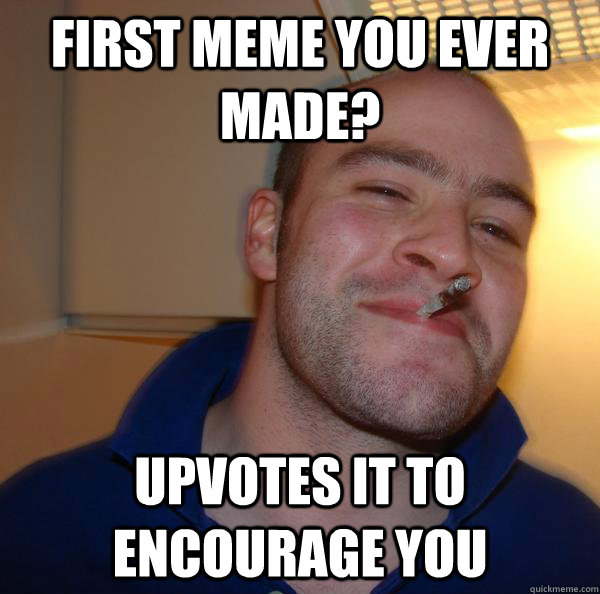 FIRST MEME YOU EVER
MADE?
UPVOTES IT TO
ENCOURAGE YOU
quickmeme.com